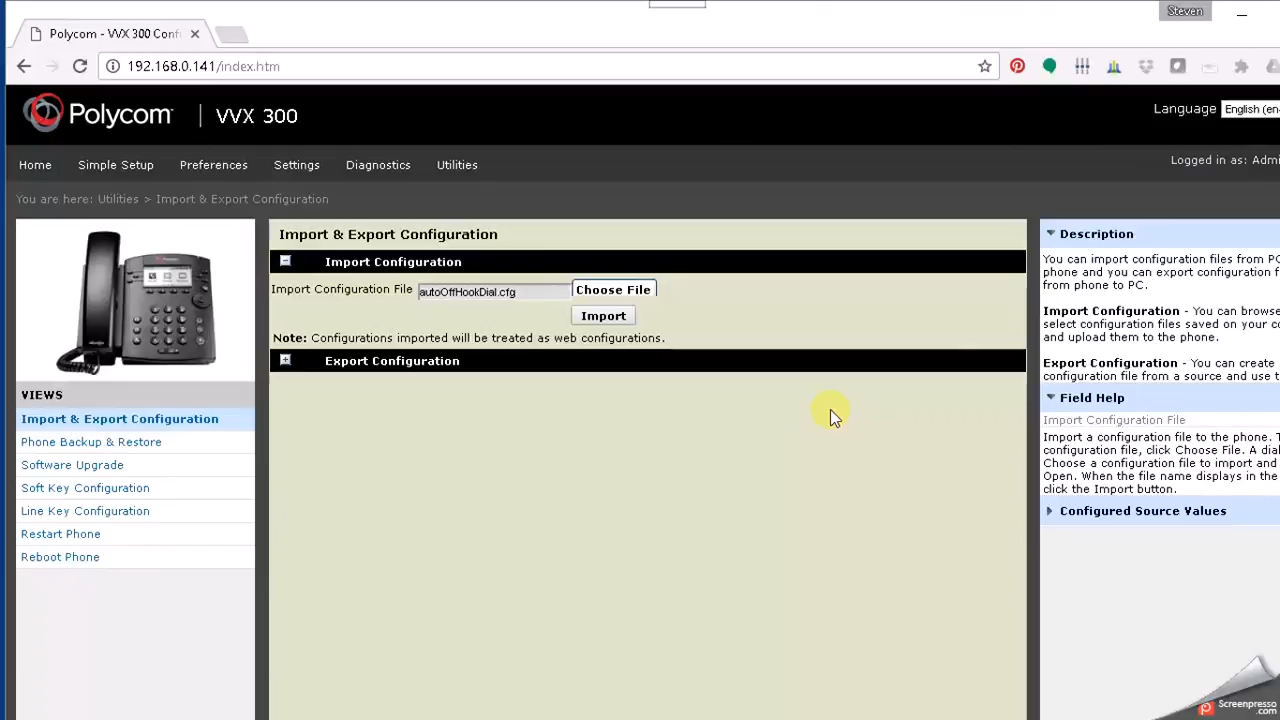 Steven
Polycom - VVX 300 Conf
192.168.0.141/index.htm
Polycom | VVX 300
Language English (en-
Home Simple Setup Preferences Settings Diagnostics Utilities
Logged in as: Admi
You are here: Utilities > Import & Export Configuration
Import & Export Configuration
Import Configuration
Import Configuration File autoOffHookDial.cfg Choose File
Import
Note: Configurations imported will be treated as web configurations.
Export Configuration
VIEWS
Import & Export Configuration
Phone Backup & Restore
Software Upgrade
Soft Key Configuration
Line Key Configuration
Restart Phone
Reboot Phone
Description
You can import configuration files from PC
phone and you can export configuration f
from phone to PC.
Import Configuration - You can browse
select configuration files saved on your co
and upload them to the phone.
Export Configuration - You can create
configuration file from a source and use t
Field Help
Import Configuration File
Import a configuration file to the phone. T
configuration file, click Choose File. A dia
Choose a configuration file to import and
Open. When the file name displays in the
click the Import button.
Configured Source Values
Screenpresso
.com